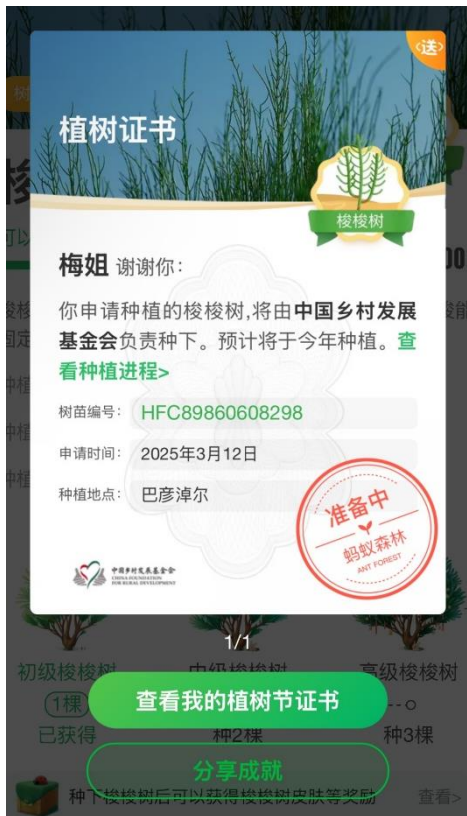 送
植树证书
梭梭树
梅姐 谢谢你：
你申请种植的梭梭树,将由中国乡村发展
基金会负责种下。预计将于今年种植。查
看种植进程>
树苗编号： HFC89860608298
申请时间： 2025年3月12日
种植地点： 巴彦淖尔
准备中
蚂蚁森林
ANT FOREST
中国乡村发展基金会
CHINA FOUNDATION
FOR RURAL DEVELOPMENT
1/1
初级梭梭树 中级梭梭树 高级梭梭树
1棵
查看我的植树节证书
已获得 种2棵 种3棵
分享成就
种下梭梭树后可以获得梭梭树皮肤等奖励 查看>